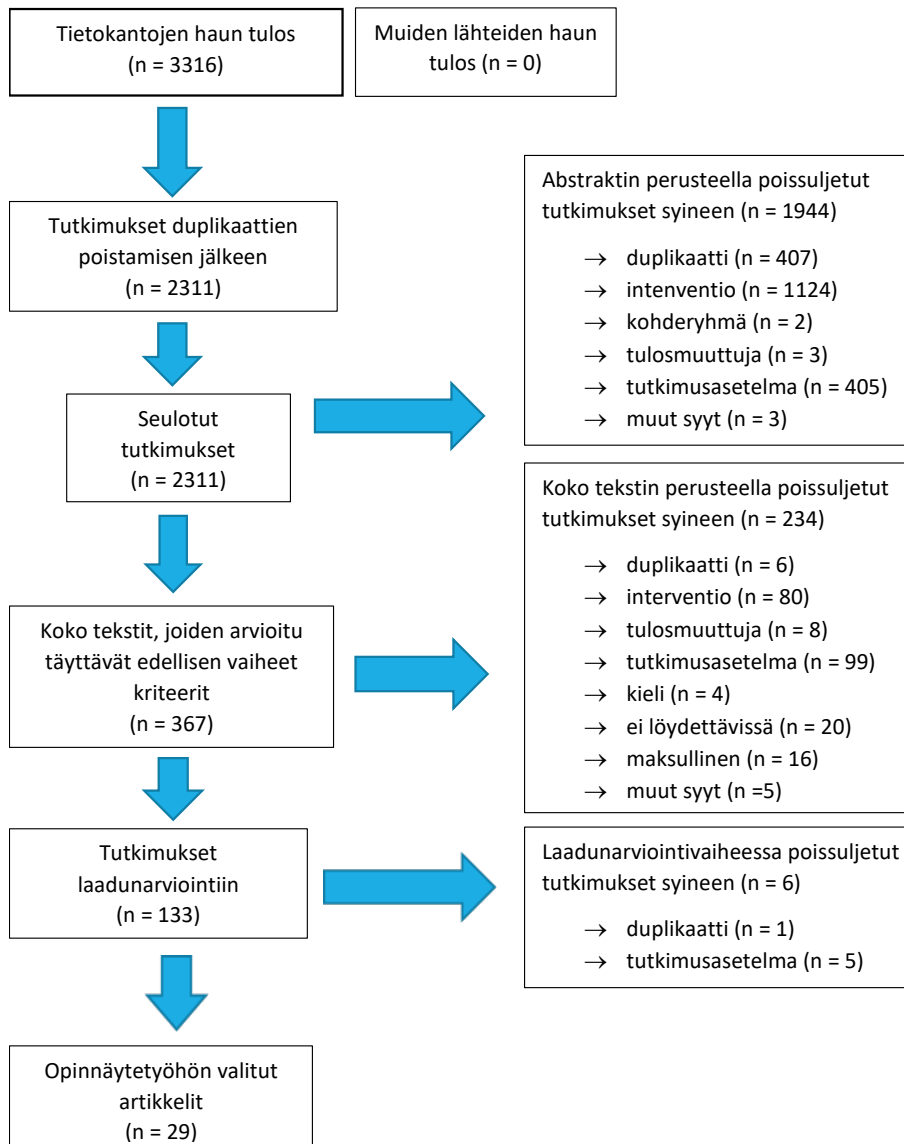 Tietokantojen haun tulos
(n = 3316)
Muiden lähteiden haun
tulos (n = 0)
Tutkimukset duplikaattien
poistamisen jälkeen
(n = 2311)
Abstraktin perusteella poissuljetut
tutkimukset syineen (n = 1944)
→ duplikaatti (n = 407)
→ intenventio (n = 1124)
→ kohderyhmä (n = 2)
→ tulosmuuttuja (n = 3)
→ tutkimusasetelma (n = 405)
→ muut syyt (n = 3)
Seulotut
tutkimukset
(n = 2311)
Koko tekstin perusteella poissuljetut
tutkimukset syineen (n = 234)
→ duplikaatti (n = 6)
→ interventio (n = 80)
→ tulosmuuttuja (n = 8)
→ tutkimusasetelma (n = 99)
→ kieli (n = 4)
→ ei löydettävissä (n = 20)
→ maksullinen (n = 16)
→ muut syyt (n =5)
Koko tekstit, joiden arvioitu
täyttävät edellisen vaiheet
kriteerit
(n = 367)
Tutkimukset
laadunarviointiin
(n = 133)
Laadunarviointivaiheessa poissuljetut
tutkimukset syineen (n = 6)
→ duplikaatti (n = 1)
→ tutkimusasetelma (n = 5)
Opinnäytetyöhön valitut
artikkelit
(n = 29)